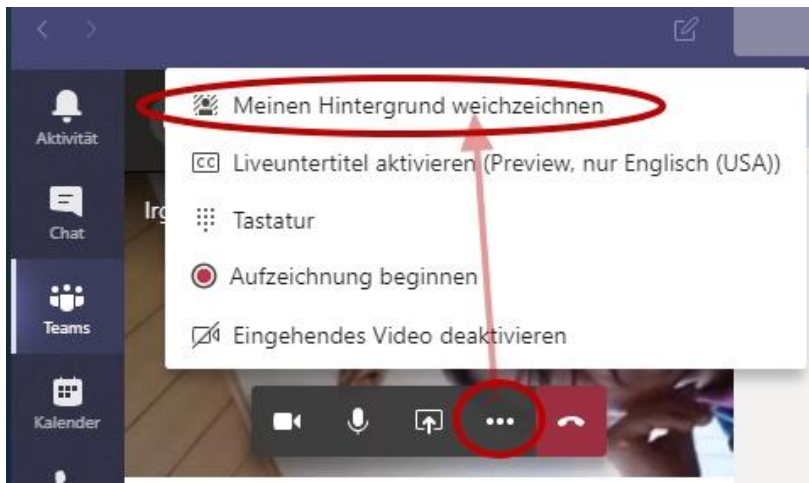 Aktivität
Chat
Teams
Kalender
Meinen Hintergrund weichzeichnen
CC Liveuntertitel aktivieren (Preview, nur Englisch (USA))
Tastatur
Aufzeichnung beginnen
Eingehendes Video deaktivieren